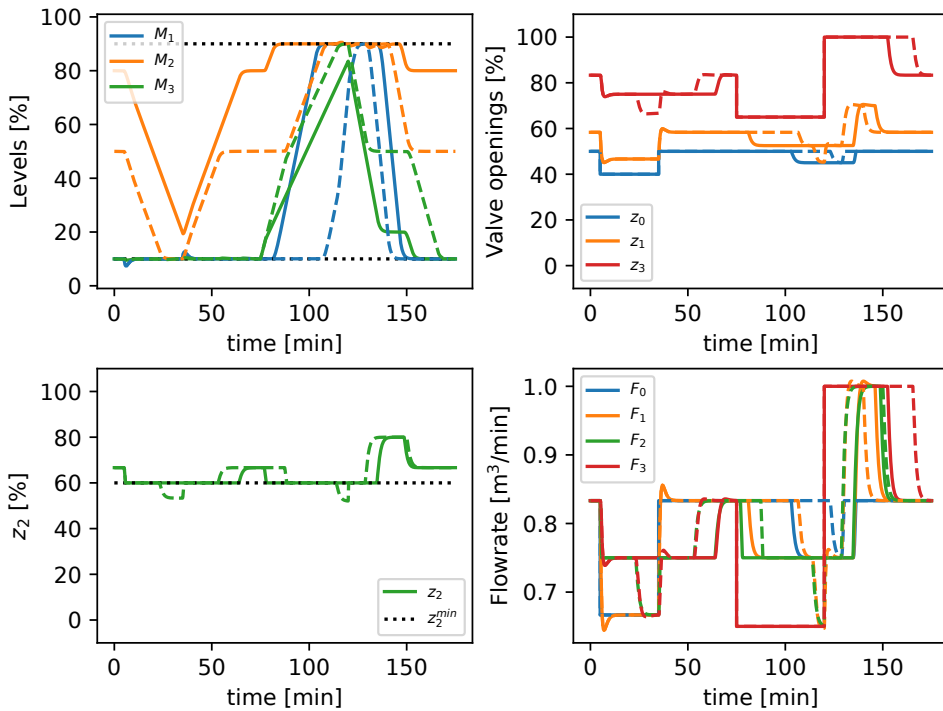 Levels [%]
100
80
60
40
20
0
M₁
M₂
M₃
0
50
100
150
time [min]
Valve openings [%]
100
80
60
40
20
0
z₀
z₁
z₃
0
50
100
150
time [min]
z₂ [%]
100
80
60
40
20
0
z₂
z₂ᵐⁱⁿ
0
50
100
150
time [min]
Flowrate [m³/min]
1.0
0.9
0.8
0.7
F₀
F₁
F₂
F₃
0
50
100
150
time [min]